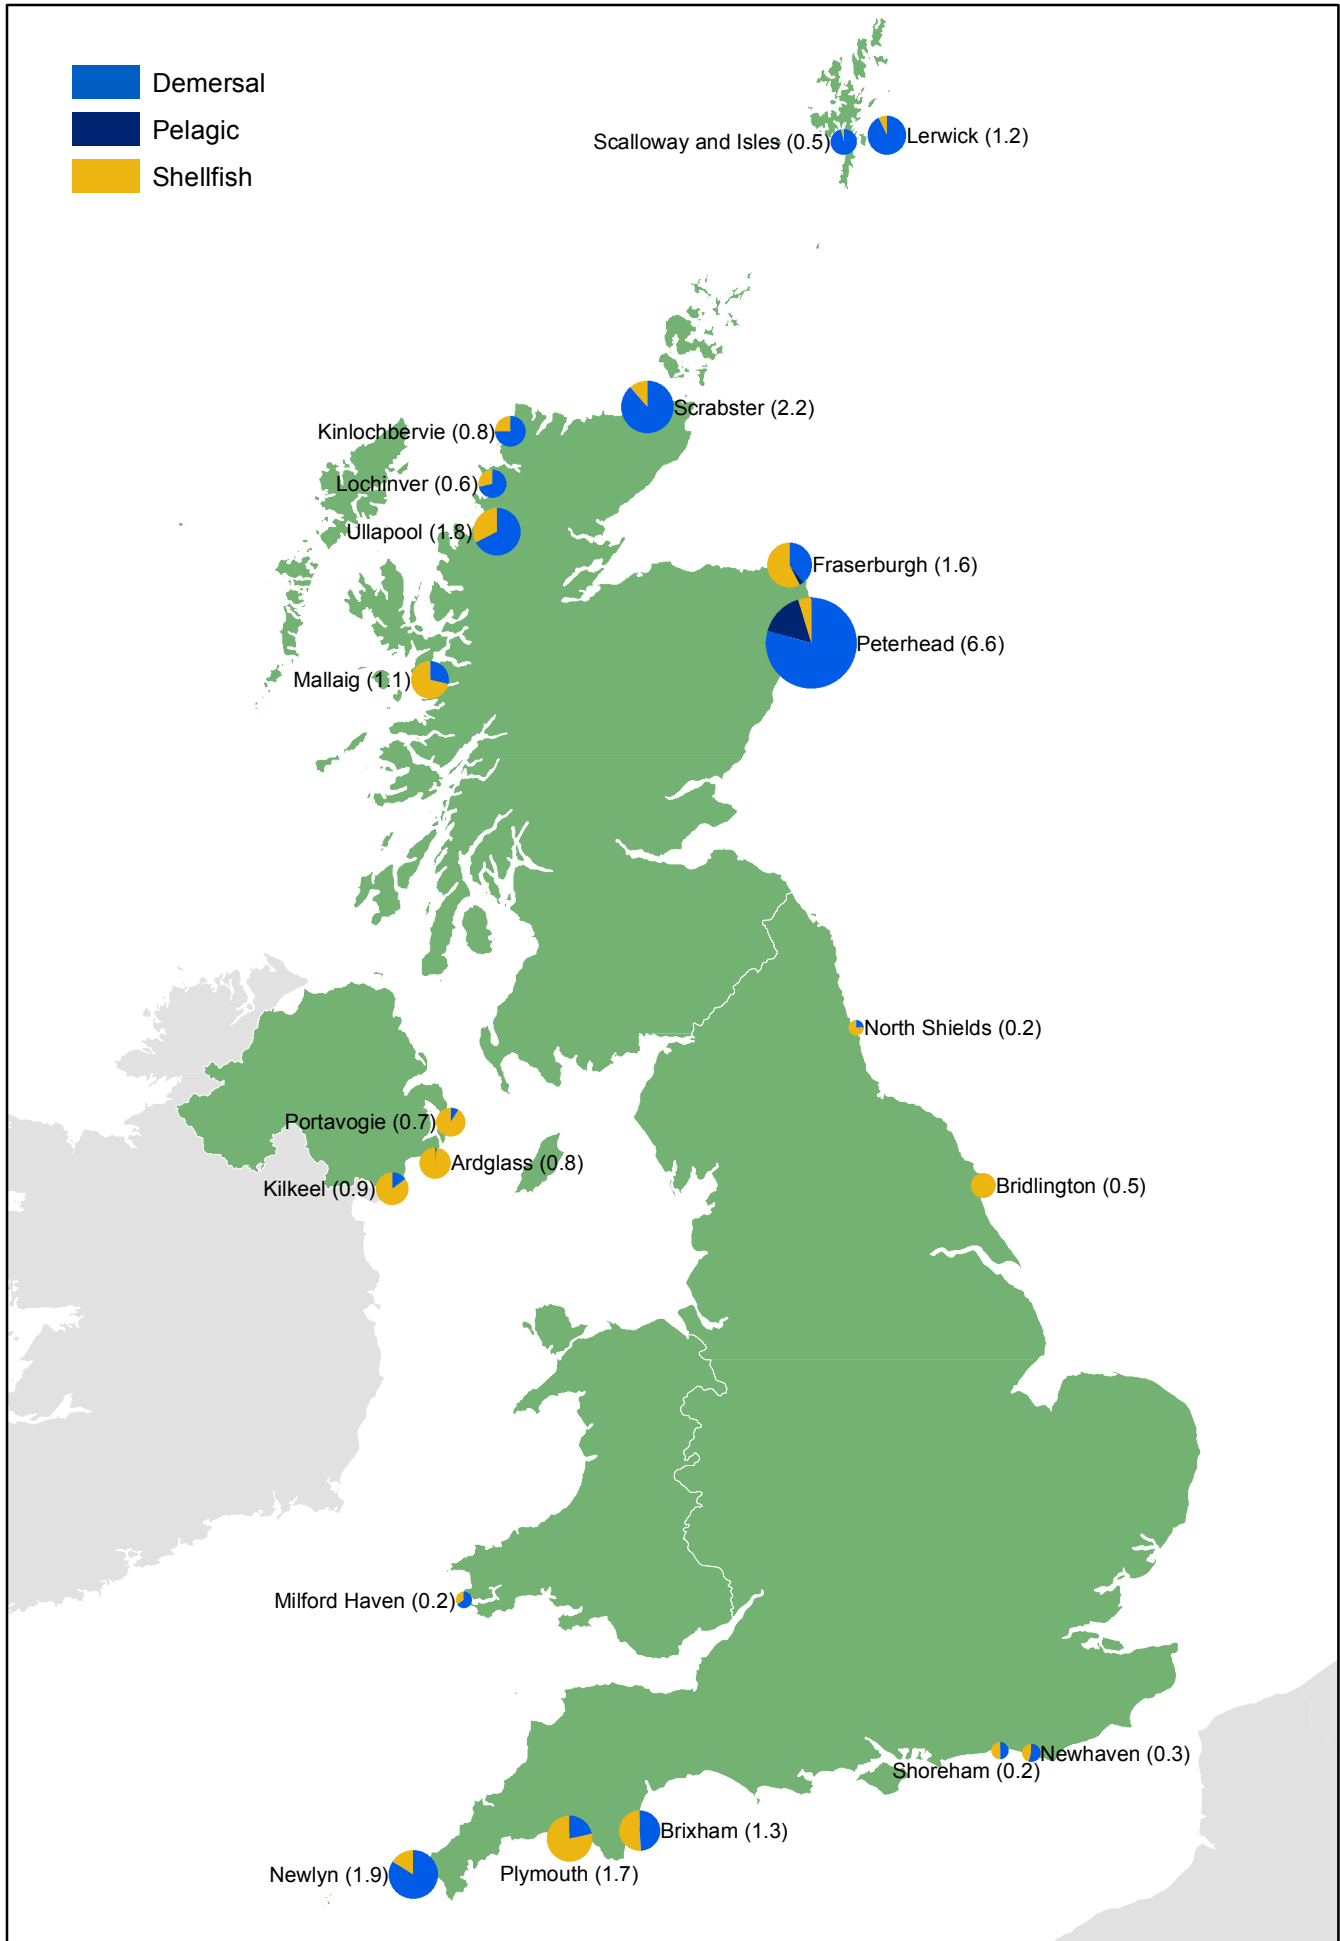 Demersal
Pelagic
Shellfish
Scalloway and Isles (0.5)
Lerwick (1.2)
Scrabster (2.2)
Kinlochbervie (0.8)
Lochinver (0.6)
Ullapool (1.8)
Fraserburgh (1.6)
Peterhead (6.6)
Mallaig (1.1)
North Shields (0.2)
Portavogie (0.7)
Ardglass (0.8)
Kilkeel (0.9)
Bridlington (0.5)
Milford Haven (0.2)
Newhaven (0.3)
Shoreham (0.2)
Brixham (1.3)
Plymouth (1.7)
Newlyn (1.9)